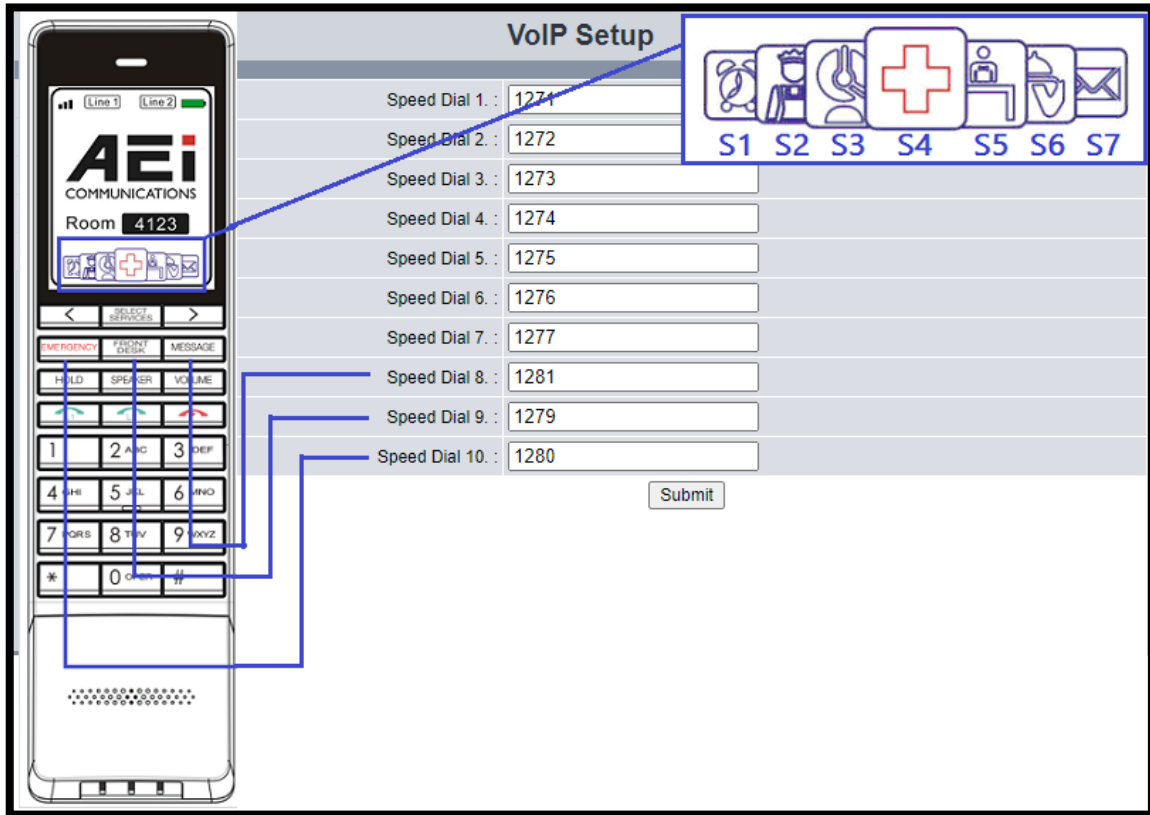 VoIP Setup
Speed Dial 1. : 1271
Speed Dial 2. : 1272
Speed Dial 3. : 1273
Speed Dial 4. : 1274
Speed Dial 5. : 1275
Speed Dial 6. : 1276
Speed Dial 7. : 1277
Speed Dial 8. : 1281
Speed Dial 9. : 1279
Speed Dial 10. : 1280
Submit
S1 S2 S3 S4 S5 S6 S7
Line 1 Line 2
AEi
COMMUNICATIONS
Room 4123
< SELECT SERVICES >
EMERGENCY FRONT DESK MESSAGE
HOLD SPEAKER VOLUME
1 2 ABC 3 DEF
4 GHI 5 JKL 6 MNO
7 PQRS 8 TUV 9 WXYZ
* 0 OPER #